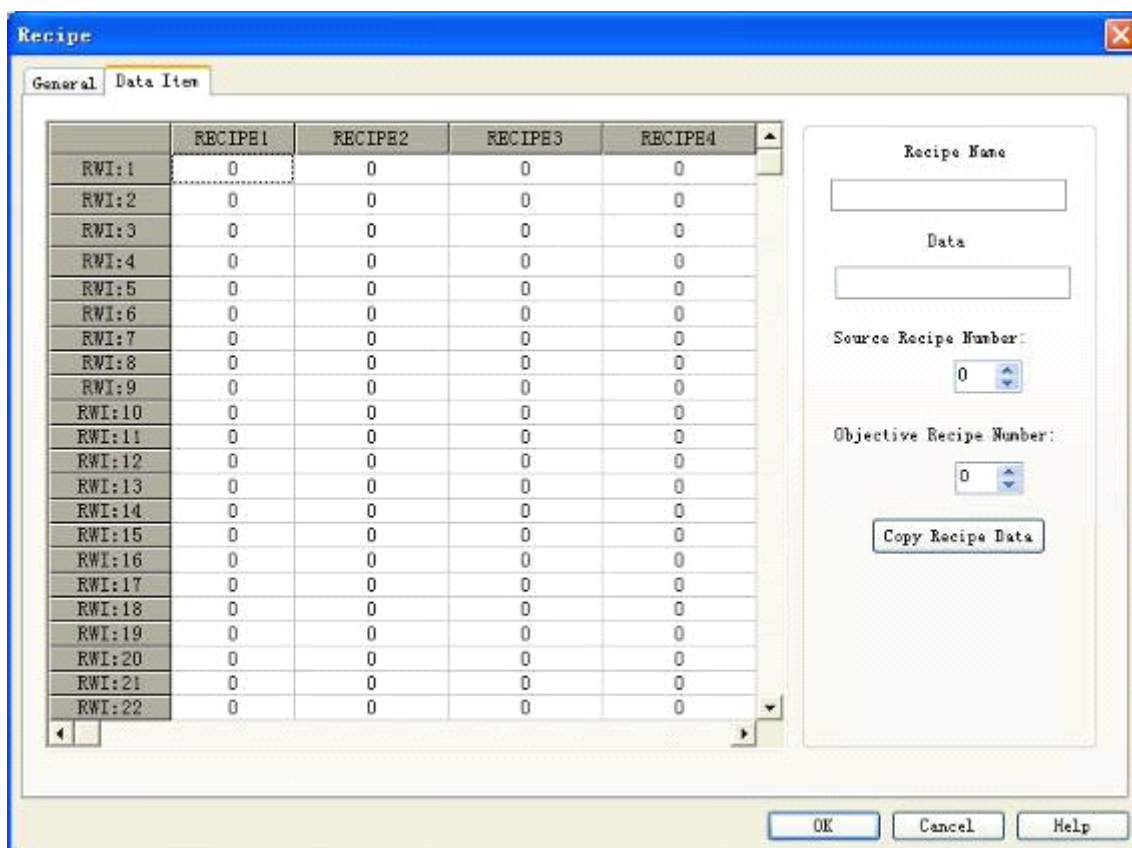 Recipe
General Data Item
RECIPE1 RECIPE2 RECIPE3 RECIPE4
RWI:1 0 0 0 0
RWI:2 0 0 0 0
RWI:3 0 0 0 0
RWI:4 0 0 0 0
RWI:5 0 0 0 0
RWI:6 0 0 0 0
RWI:7 0 0 0 0
RWI:8 0 0 0 0
RWI:9 0 0 0 0
RWI:10 0 0 0 0
RWI:11 0 0 0 0
RWI:12 0 0 0 0
RWI:13 0 0 0 0
RWI:14 0 0 0 0
RWI:15 0 0 0 0
RWI:16 0 0 0 0
RWI:17 0 0 0 0
RWI:18 0 0 0 0
RWI:19 0 0 0 0
RWI:20 0 0 0 0
RWI:21 0 0 0 0
RWI:22 0 0 0 0
Recipe Name
Data
Source Recipe Number:
0
Objective Recipe Number:
0
Copy Recipe Data
OK Cancel Help